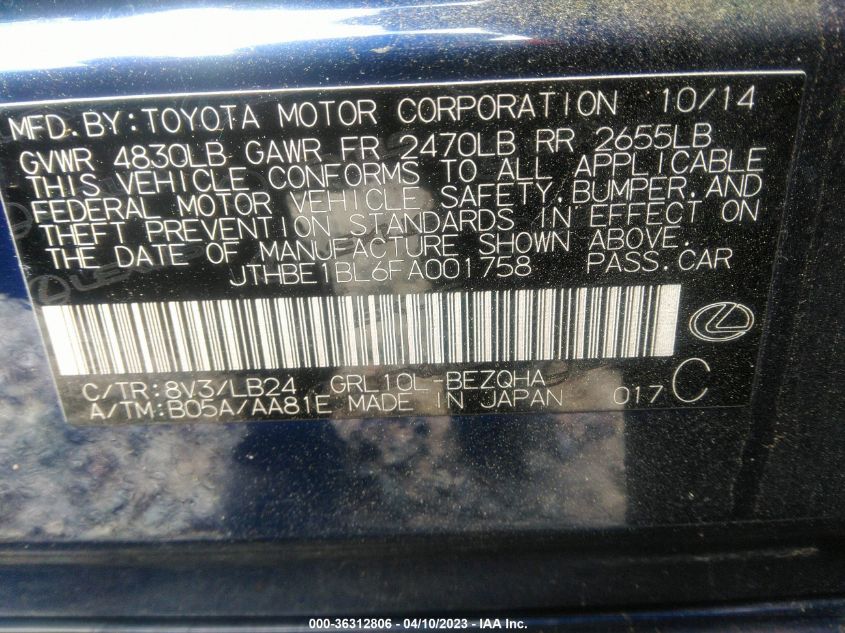 MFD.BY:TOYOTA MOTOR CORPORATION 10/14
GVWR 4830LB GAWR FR 2470LB RR 2655LB
THIS VEHICLE CONFORMS TO ALL APPLICABLE
FEDERAL MOTOR VEHICLE SAFETY,BUMPER,AND
THEFT PREVENTION STANDARDS IN EFFECT ON
THE DATE OF MANUFACTURE SHOWN ABOVE.
JTHBE1BL6FA001758 PASS.CAR
C/TR:8V3/LB24 GRL10L-BEZQHA
A/TM:B05A/AA81E MADE IN JAPAN 017 C
000-36312806 - 04/10/2023 - © IAA Inc.